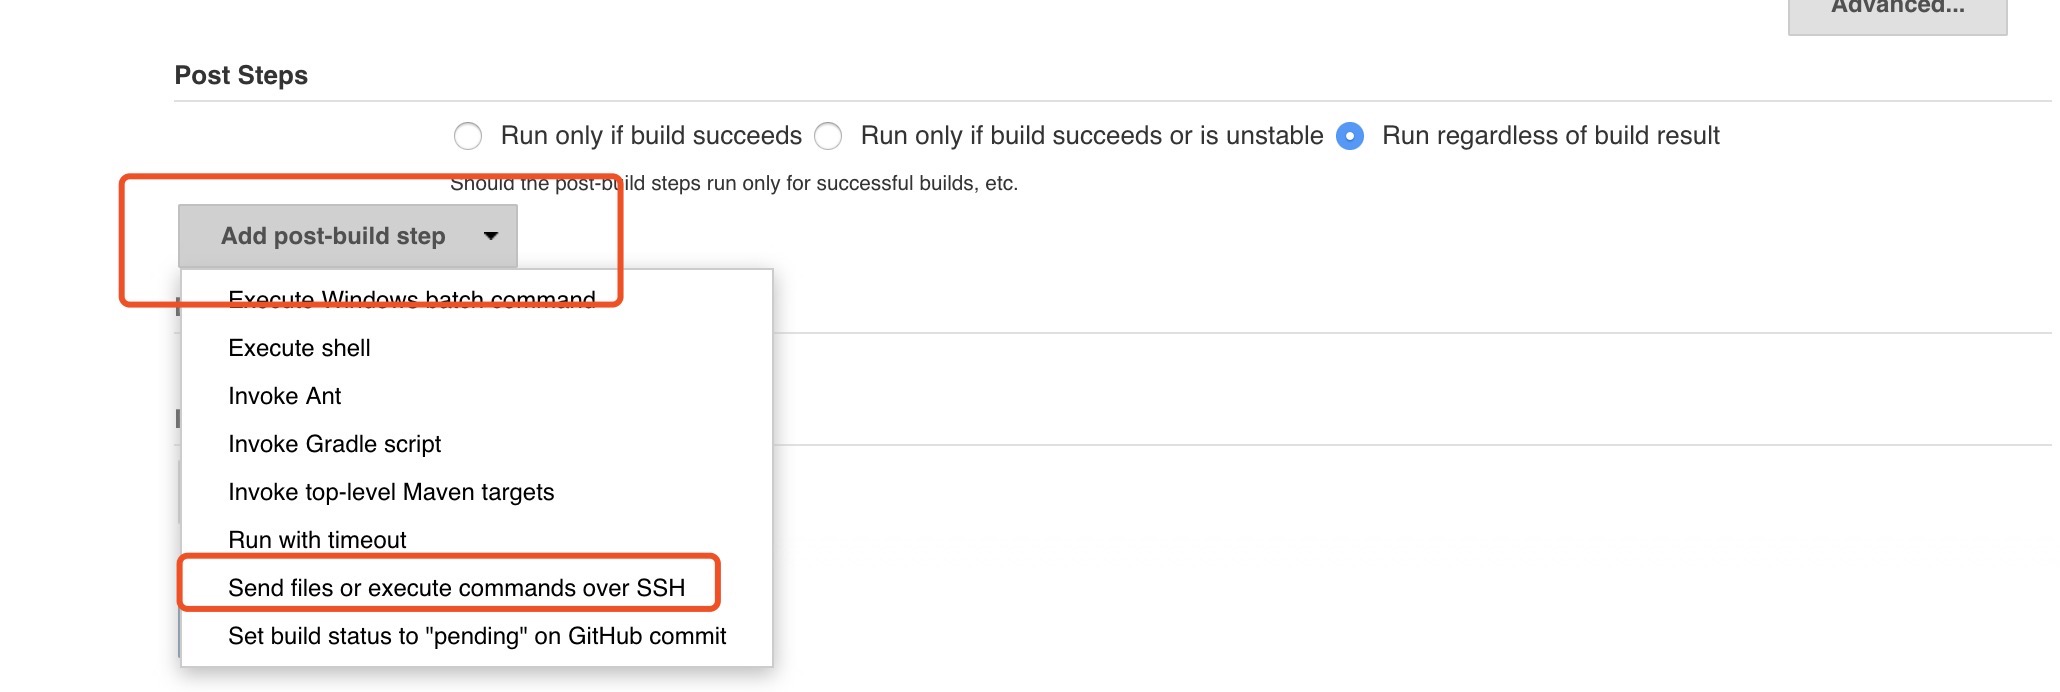 Advanced...
Post Steps
Run only if build succeeds Run only if build succeeds or is unstable Run regardless of build result
Should the post-build steps run only for successful builds, etc.
Add post-build step
Execute Windows batch command
Execute shell
Invoke Ant
Invoke Gradle script
Invoke top-level Maven targets
Run with timeout
Send files or execute commands over SSH
Set build status to "pending" on GitHub commit